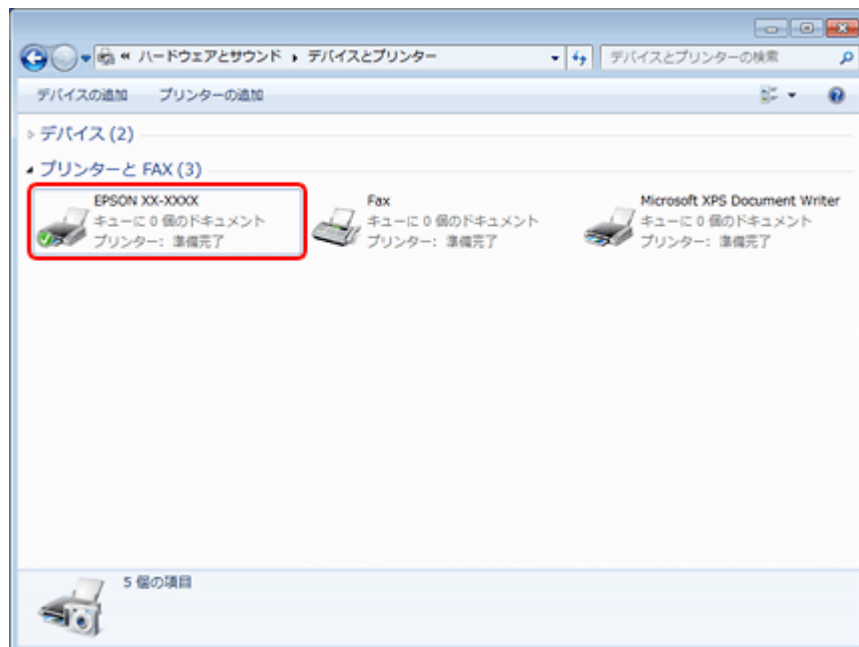 « ハードウェアとサウンド ▸ デバイスとプリンター
デバイスとプリンターの検索
デバイスの追加 プリンターの追加
デバイス (2)
プリンターと FAX (3)
EPSON XX-XXXX
キューに 0 個のドキュメント
プリンター: 準備完了
Fax
キューに 0 個のドキュメント
プリンター: 準備完了
Microsoft XPS Document Writer
キューに 0 個のドキュメント
プリンター: 準備完了
5 個の項目